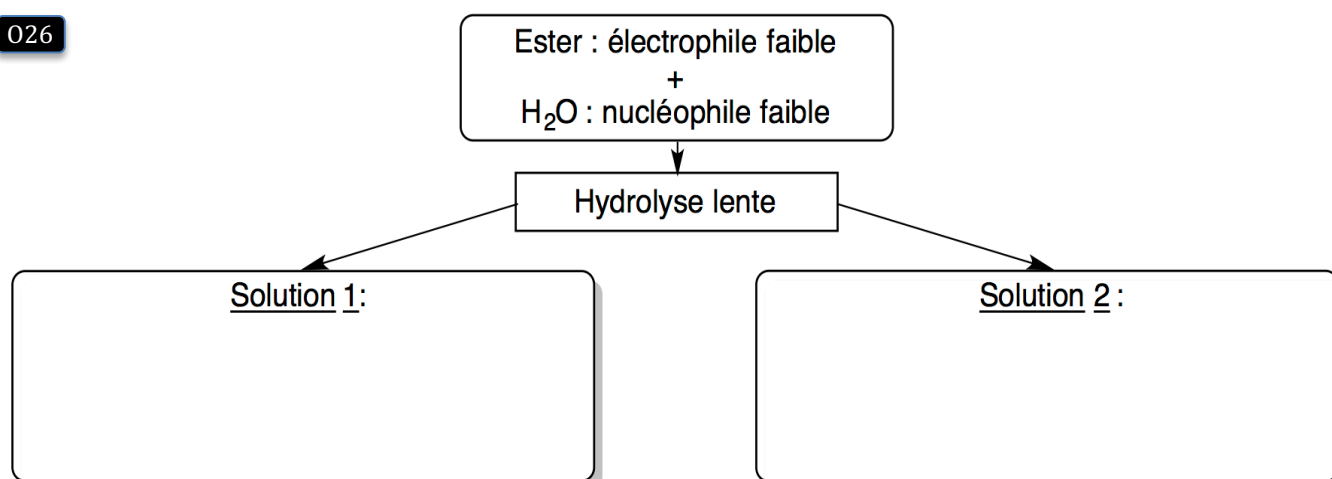 026
Ester : électrophile faible
+
H₂O : nucléophile faible
Hydrolyse lente
Solution 1:
Solution 2 :